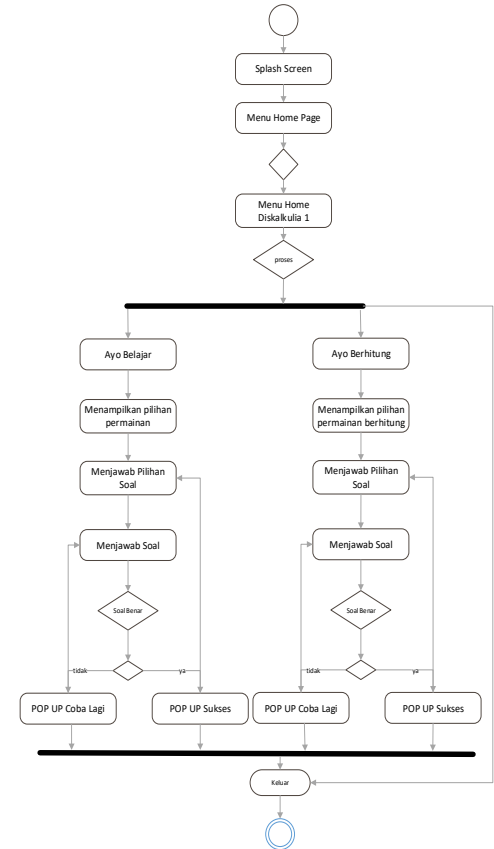 Splash Screen
Menu Home Page
Menu Home
Diskalkulia 1
proses
Ayo Belajar
Ayo Berhitung
Menampilkan pilihan
permainan
Menampilkan pilihan
permainan berhitung
Menjawab Pilihan
Soal
Menjawab Pilihan
Soal
Menjawab Soal
Menjawab Soal
Soal Benar
Soal Benar
tidak
ya
tidak
ya
POP UP Coba Lagi
POP UP Sukses
POP UP Coba Lagi
POP UP Sukses
Keluar